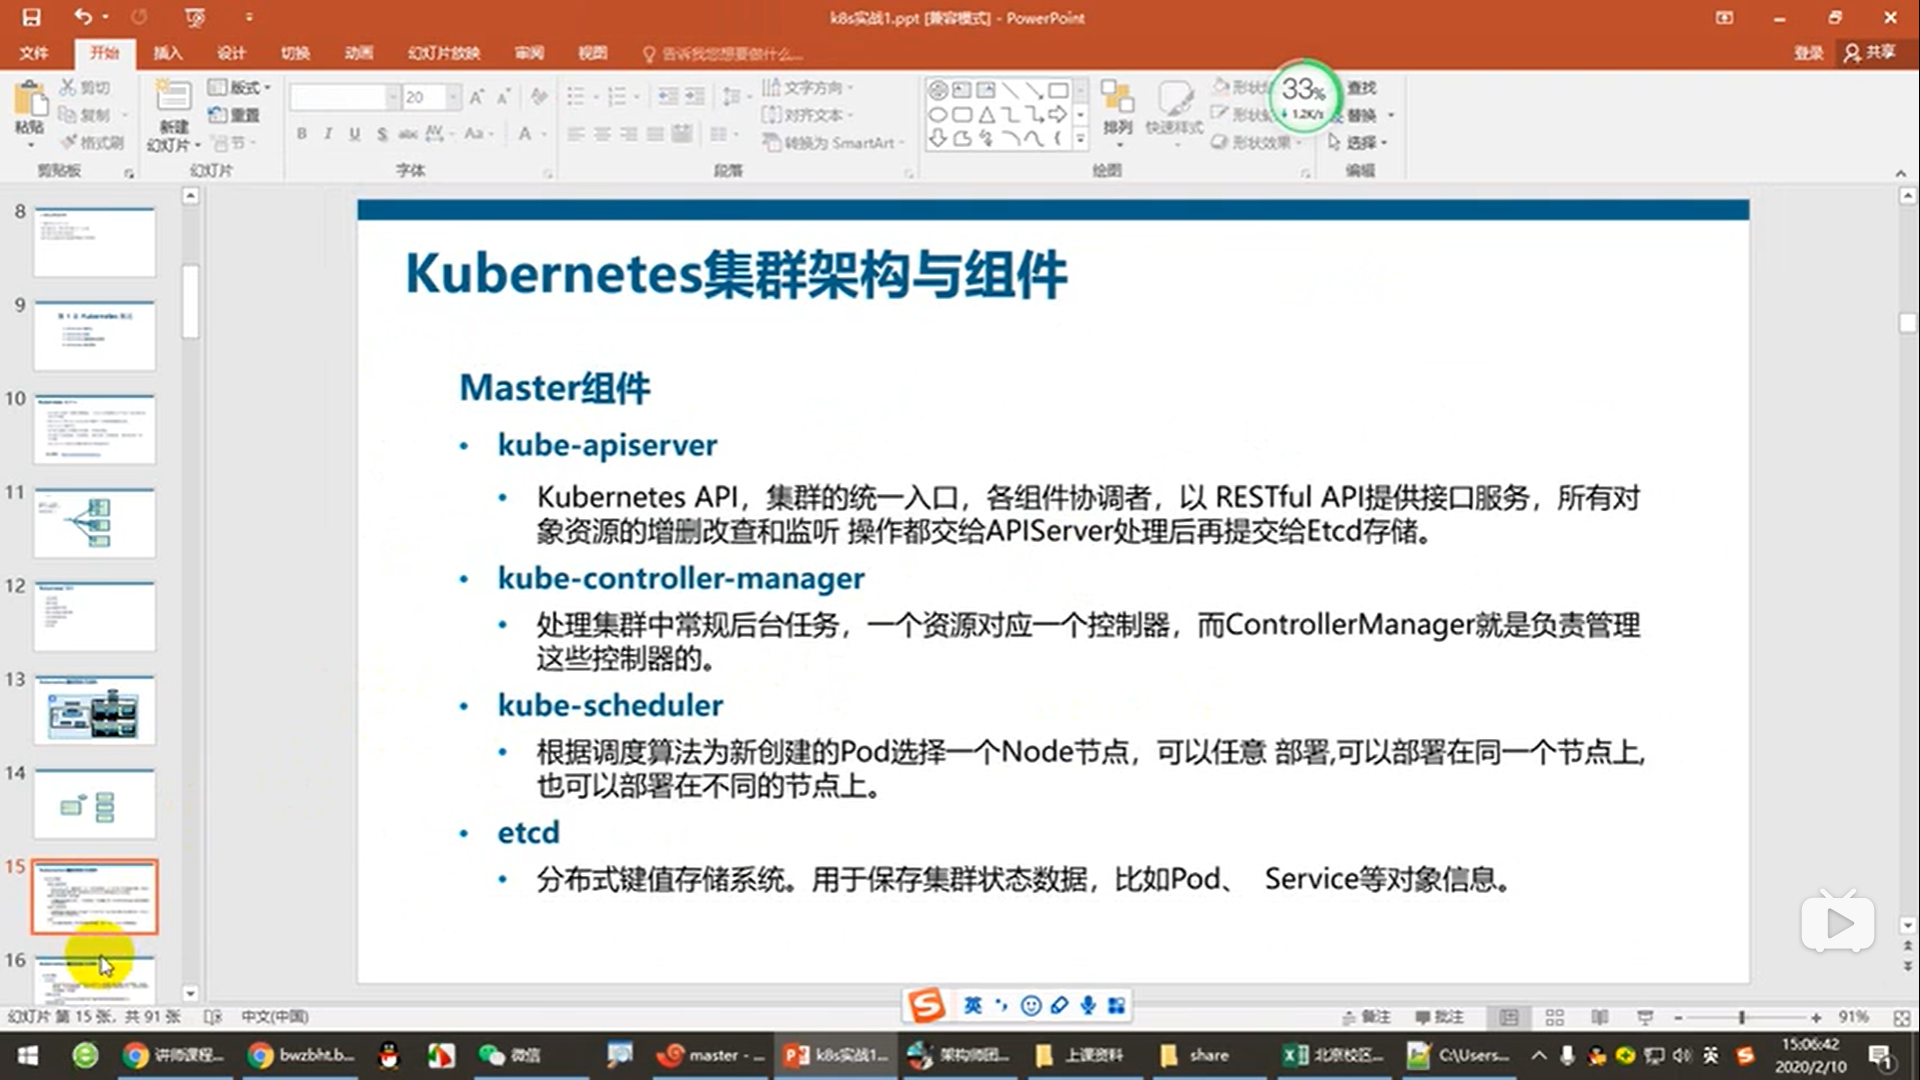 k8s实战1.ppt [兼容模式] - PowerPoint
文件 开始 插入 设计 切换 动画 幻灯片放映 审阅 视图 告诉我您想要做什么... 登录 共享
粘贴 剪切 复制 格式刷 剪贴板
新建 幻灯片 版式 重置 节 幻灯片
20 字体
文字方向 对齐文本 转换为 SmartArt 段落
排列 快速样式 形状效果 绘图
33% 1.2K/s
查找 替换 选择 编辑
8
9
10
11
12
13
14
15
16
Kubernetes集群架构与组件
Master组件
• kube-apiserver
• Kubernetes API，集群的统一入口，各组件协调者，以 RESTful API提供接口服务，所有对
象资源的增删改查和监听 操作都交给APIServer处理后再提交给Etcd存储。
• kube-controller-manager
• 处理集群中常规后台任务，一个资源对应一个控制器，而ControllerManager就是负责管理
这些控制器的。
• kube-scheduler
• 根据调度算法为新创建的Pod选择一个Node节点，可以任意 部署,可以部署在同一个节点上,
也可以部署在不同的节点上。
• etcd
• 分布式键值存储系统。用于保存集群状态数据，比如Pod、 Service等对象信息。
英
幻灯片 第 15 张，共 91 张 中文(中国) 备注 批注 91%
讲师课程... bwzbht.b... 微信 master - ... k8s实战1... 架构师团... 上课资料 share 北京校区... C:\Users... 英 15:06:42
2020/2/10